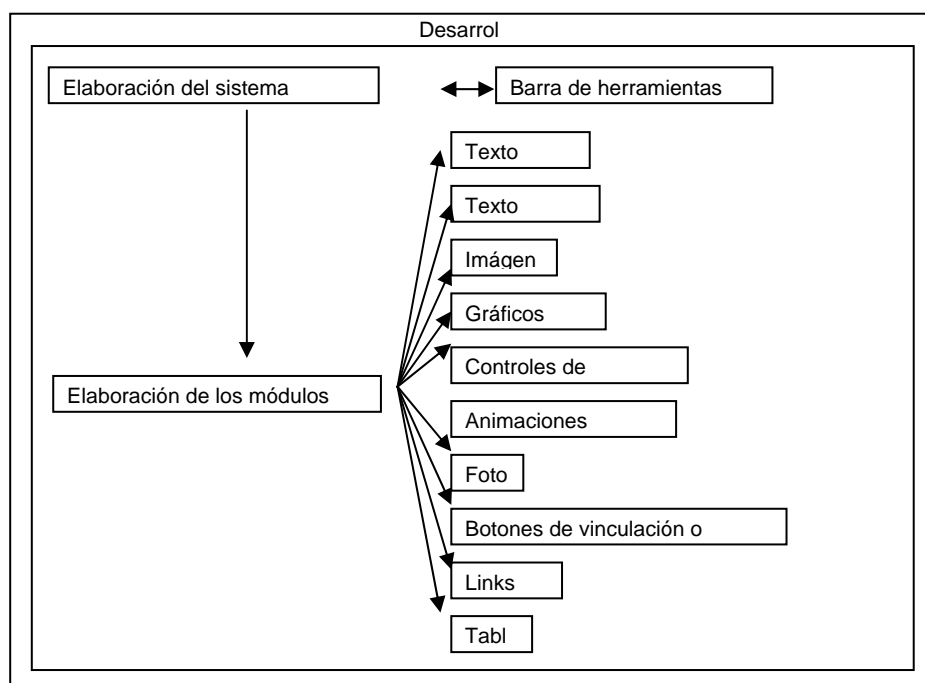 Desarrol
Elaboración del sistema
Barra de herramientas
Texto
Texto
Imágen
Gráficos
Controles de
Elaboración de los módulos
Animaciones
Foto
Botones de vinculación o
Links
Tabl